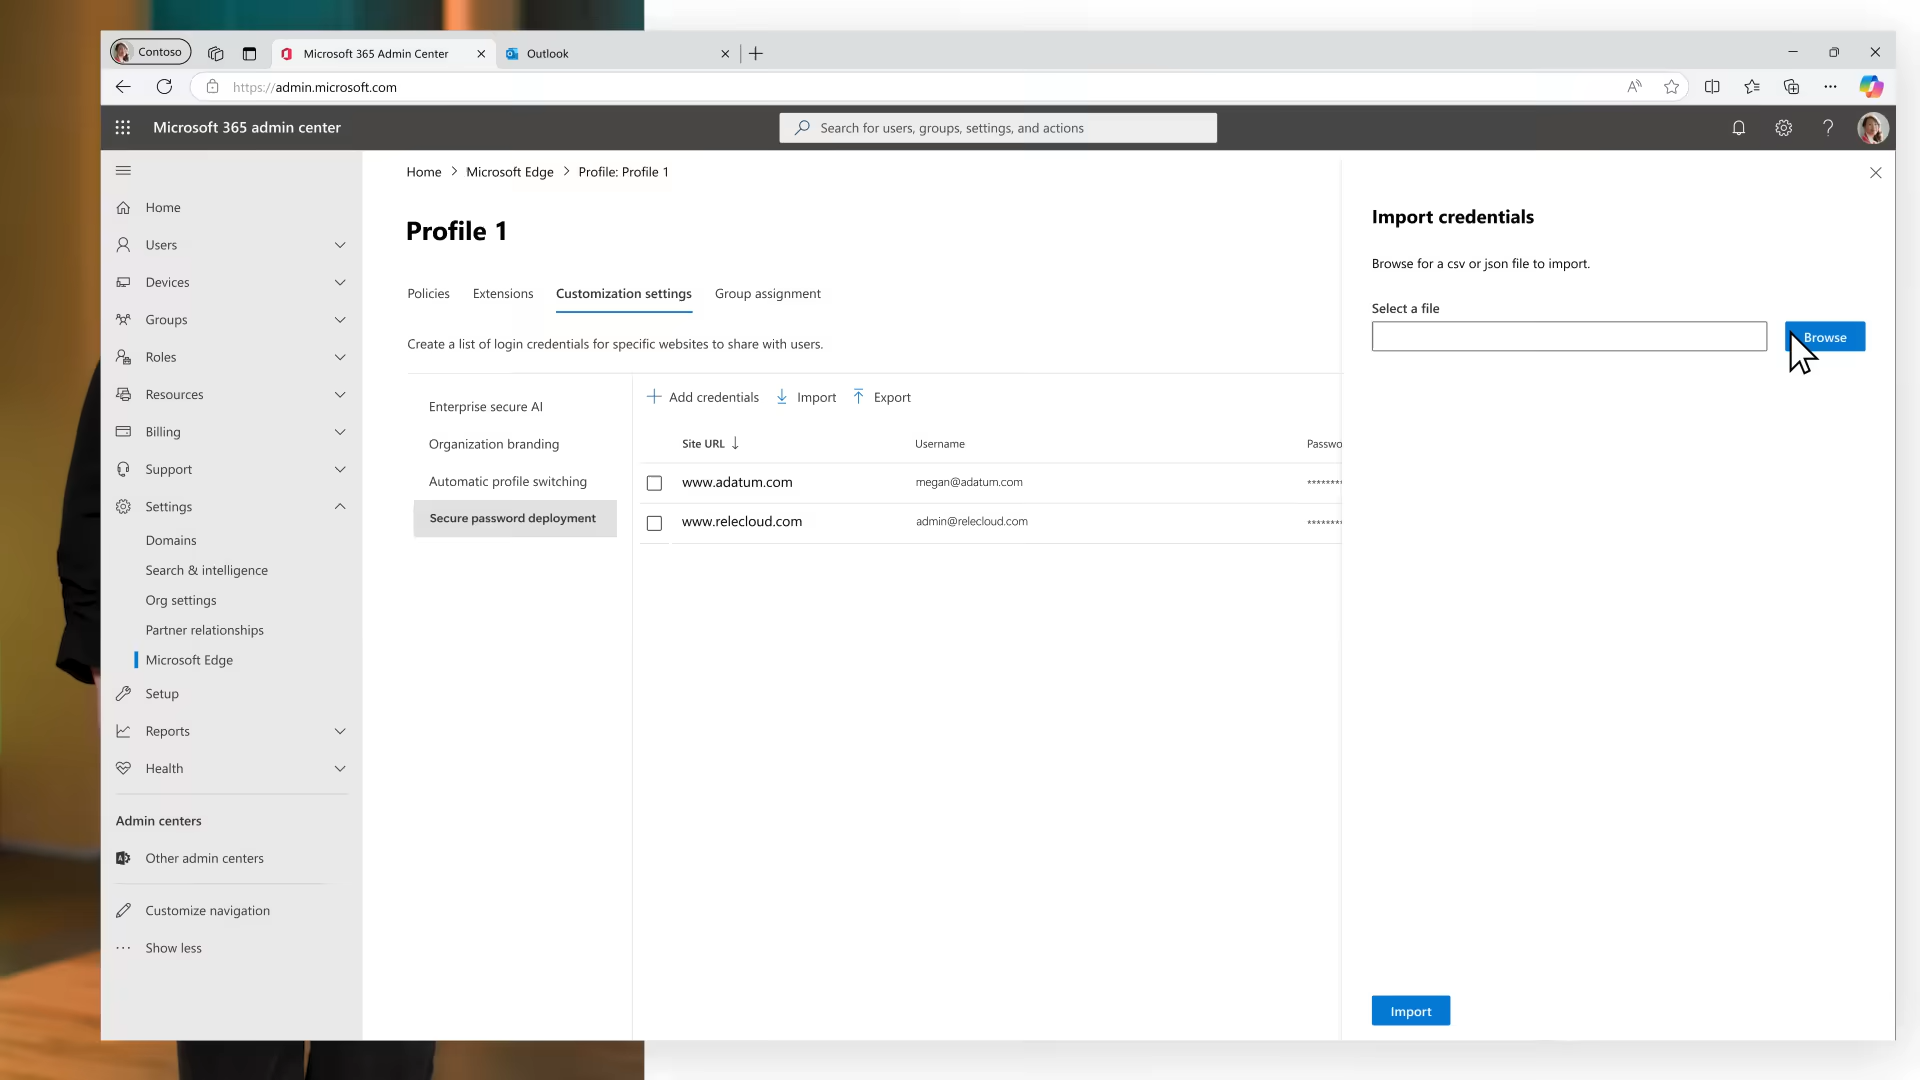 Contoso
Microsoft 365 Admin Center
Outlook
https://admin.microsoft.com
Microsoft 365 admin center
Search for users, groups, settings, and actions
Home
Users
Devices
Groups
Roles
Resources
Billing
Support
Settings
Domains
Search & intelligence
Org settings
Partner relationships
Microsoft Edge
Setup
Reports
Health
Admin centers
Other admin centers
Customize navigation
Show less
Home > Microsoft Edge > Profile: Profile 1
Profile 1
Policies Extensions Customization settings Group assignment
Create a list of login credentials for specific websites to share with users.
Enterprise secure AI
Organization branding
Automatic profile switching
Secure password deployment
Add credentials Import Export
Site URL Username Passwo
www.adatum.com megan@adatum.com *******
www.relecloud.com admin@relecloud.com *******
Import credentials
Browse for a csv or json file to import.
Select a file
Browse
Import